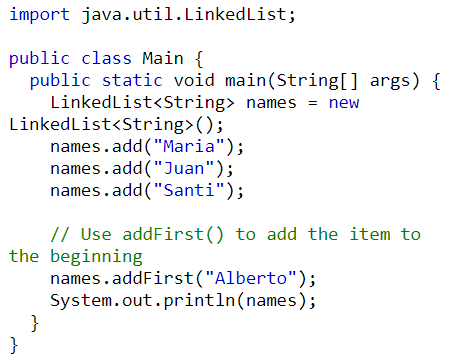 import java.util.LinkedList;

public class Main {
  public static void main(String[] args) {
    LinkedList<String> names = new
LinkedList<String>();
    names.add("Maria");
    names.add("Juan");
    names.add("Santi");

    // Use addFirst() to add the item to
the beginning
    names.addFirst("Alberto");
    System.out.println(names);
  }
}